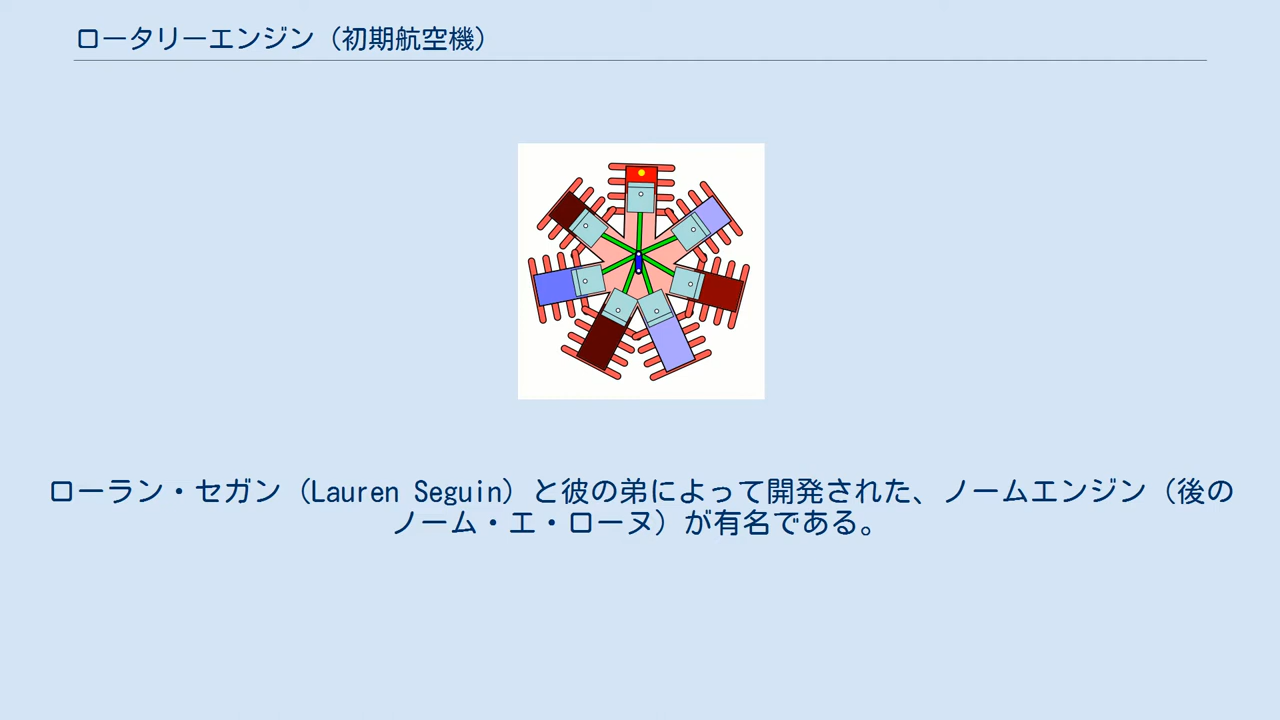 ロータリーエンジン（初期航空機）
ローラン・セガン（Lauren Seguin）と彼の弟によって開発された、ノームエンジン（後の
ノーム・エ・ローヌ）が有名である。